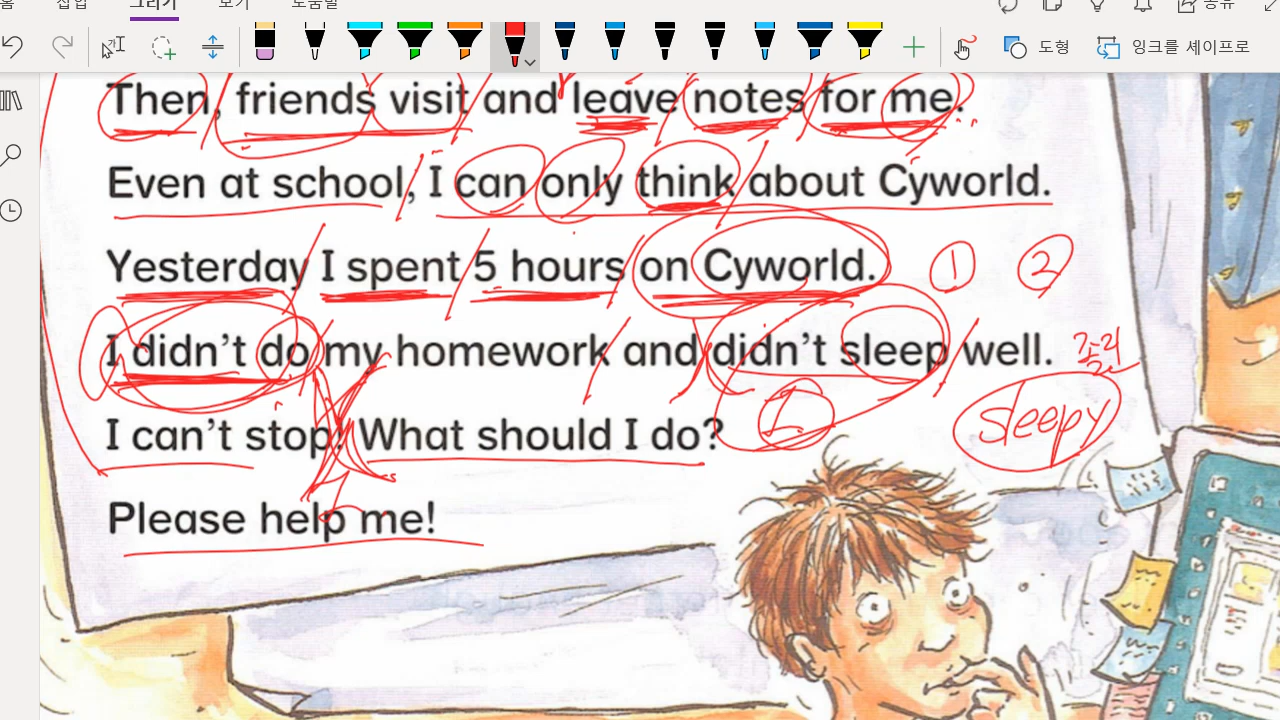 홈 삽입 그리기 보기 도움말 공유
도형 잉크를 셰이프로
Then, friends visit and leave notes for me.
Even at school, I can only think about Cyworld.
Yesterday I spent 5 hours on Cyworld. ① ②
I didn't do my homework and didn't sleep well.
I can't stop! What should I do? sleepy
Please help me!